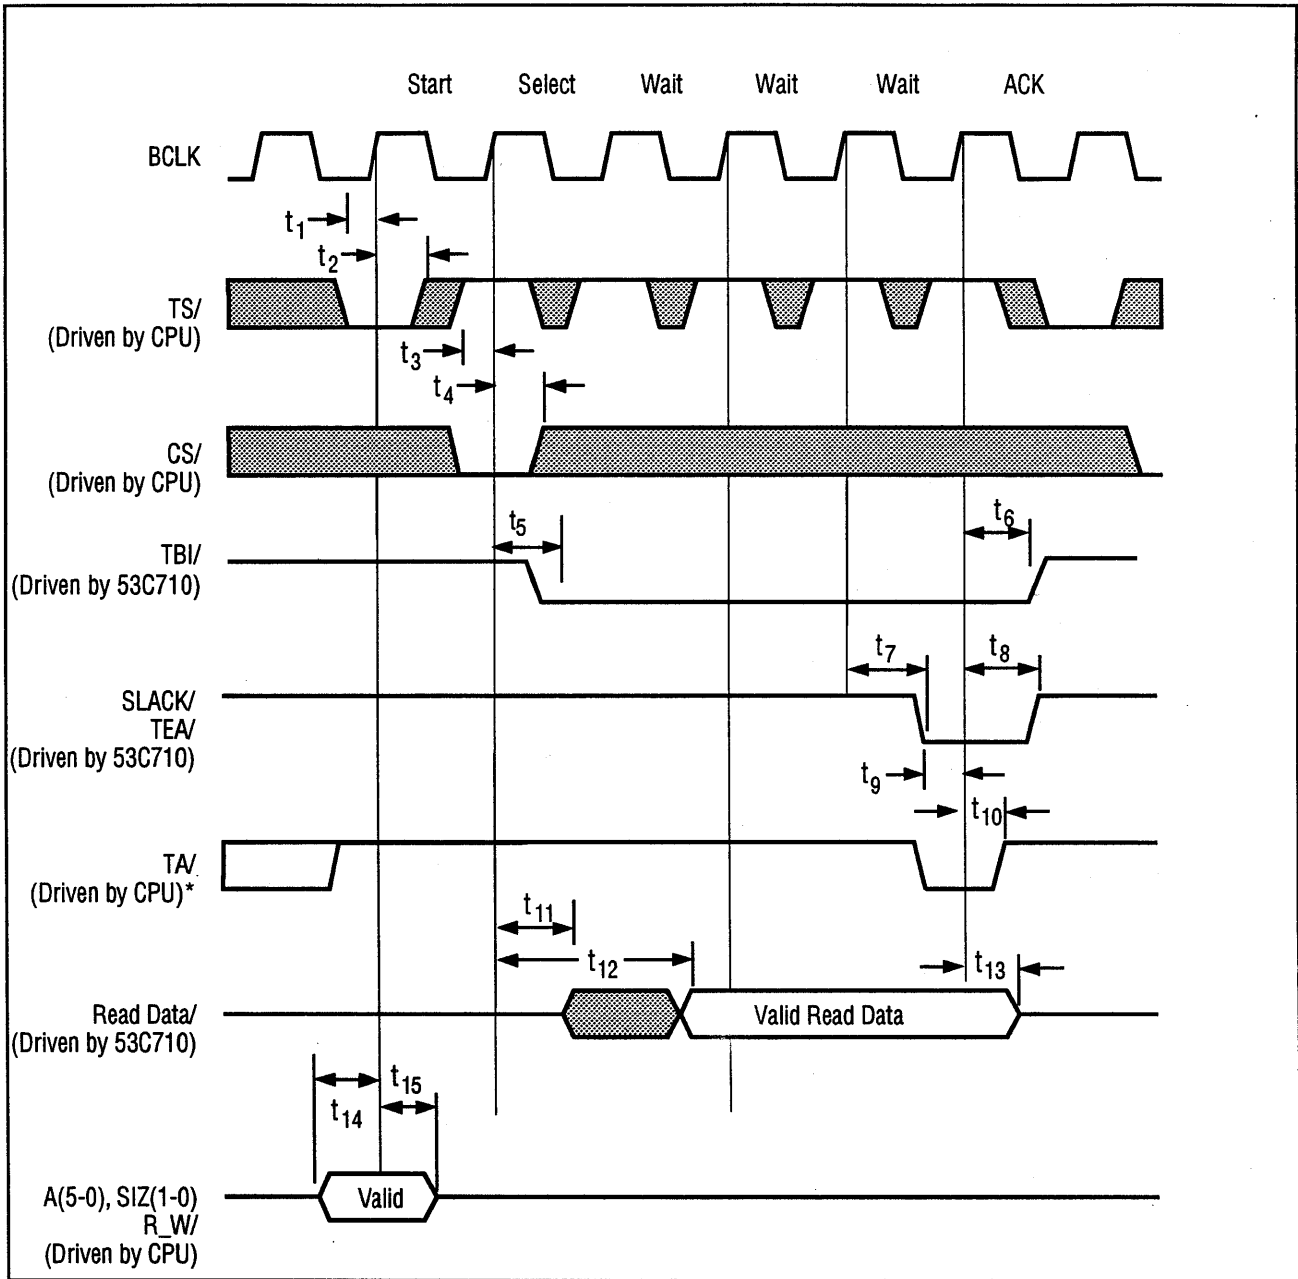 Start Select Wait Wait Wait ACK
BCLK
t1
t2
TS/
(Driven by CPU)
t3
t4
CS/
(Driven by CPU)
t5
t6
TBI/
(Driven by 53C710)
t7
t8
SLACK/
TEA/
(Driven by 53C710)
t9
t10
TA/
(Driven by CPU)*
t11
t12
t13
Read Data/
(Driven by 53C710)
Valid Read Data
t15
t14
A(5-0), SIZ(1-0)
R_W/
(Driven by CPU)
Valid